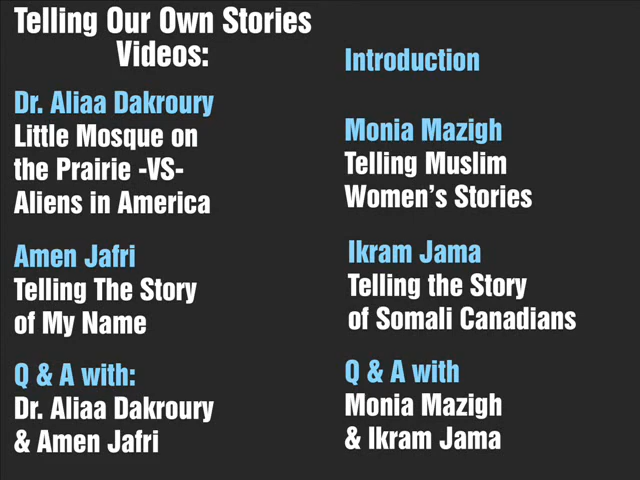 Telling Our Own Stories
Videos:
Dr. Aliaa Dakroury
Little Mosque on
the Prairie -VS-
Aliens in America
Amen Jafri
Telling The Story
of My Name
Q & A with:
Dr. Aliaa Dakroury
& Amen Jafri
Introduction
Monia Mazigh
Telling Muslim
Women's Stories
Ikram Jama
Telling the Story
of Somali Canadians
Q & A with
Monia Mazigh
& Ikram Jama